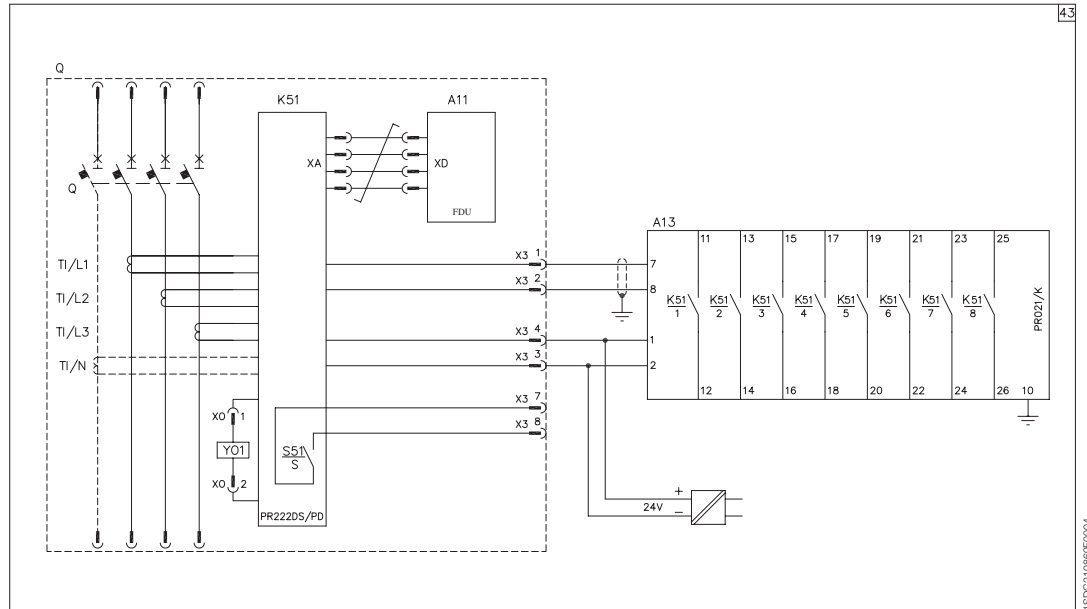 43
Q
K51
A11
XA
XD
FDU
Q
A13
11 13 15 17 19 21 23 25
TI/L1
X3 1
7
X3 2
8
TI/L2
K51 K51 K51 K51 K51 K51 K51 K51
1 2 3 4 5 6 7 8
PR021/K
TI/L3
X3 4
1
TI/N
X3 3
2
12 14 16 18 20 22 24 26 10
X3 7
XO 1
X3 8
YO1
S51
S
XO 2
+
24V
−
PR222DS/PD